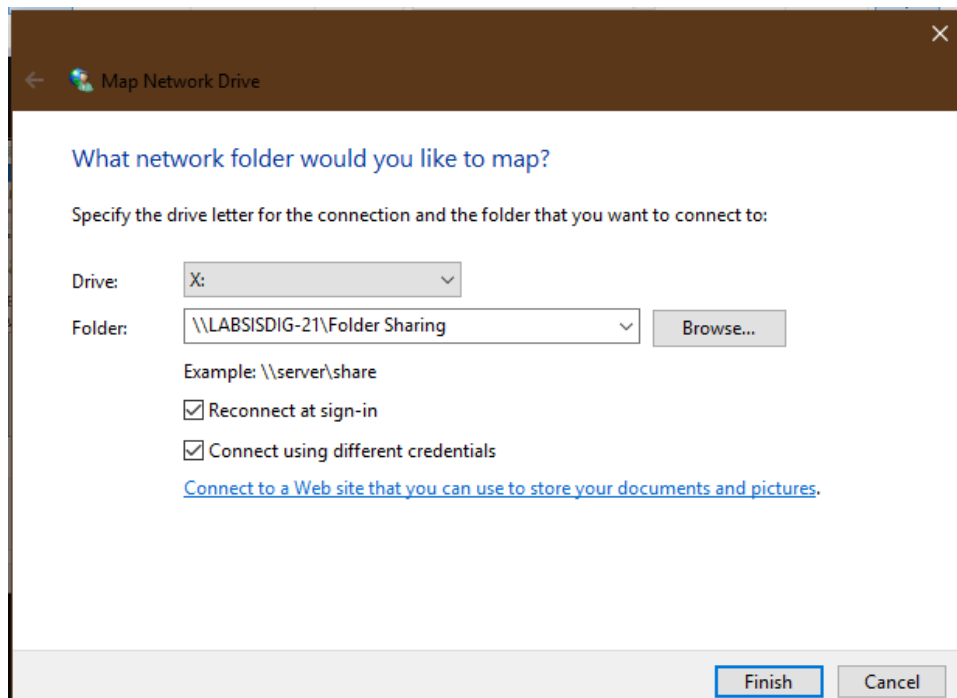 Map Network Drive
What network folder would you like to map?
Specify the drive letter for the connection and the folder that you want to connect to:
Drive: X:
Folder: \\LABSISDIG-21\Folder Sharing Browse...
Example: \\server\share
Reconnect at sign-in
Connect using different credentials
Connect to a Web site that you can use to store your documents and pictures.
Finish Cancel